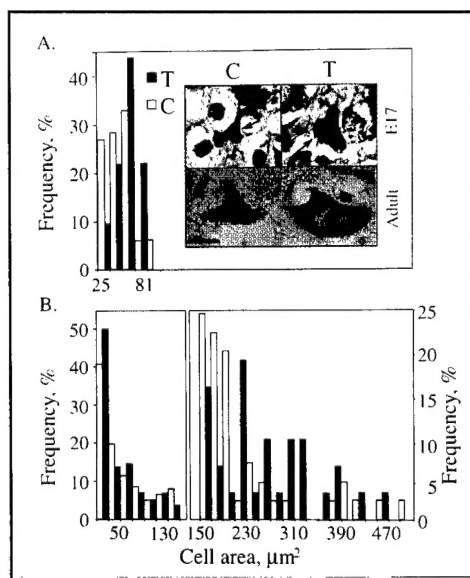 A.
C T
T
C
E17
Adult
Frequency, %
40
30
20
10
0
25 81
B.
50
40
30
20
10
0
Frequency, %
25
20
15
10
5
0
Frequency, %
50 130 150 230 310 390 470
Cell area, µm²